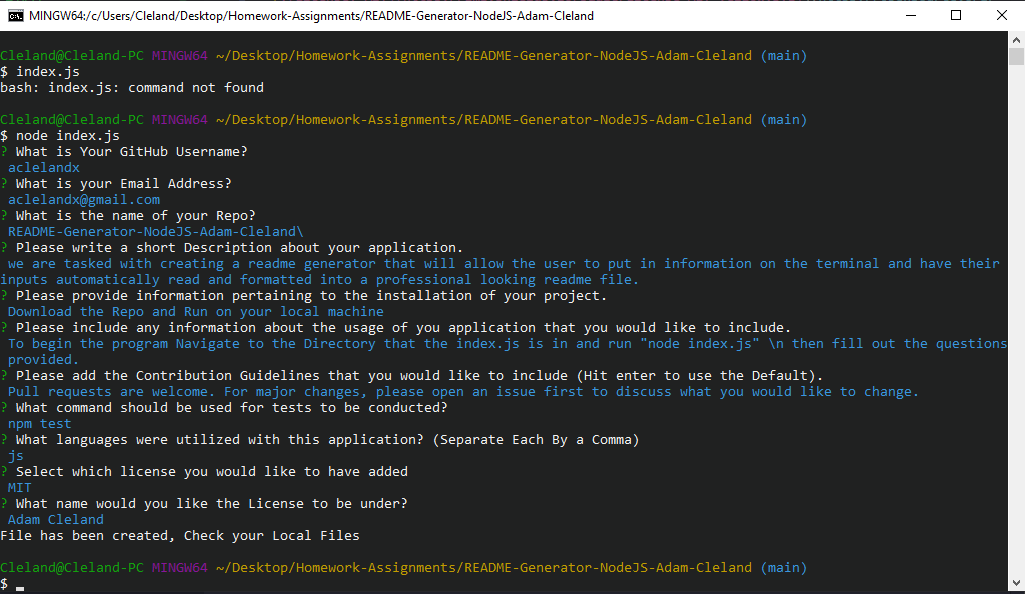 MINGW64:/c/Users/Cleland/Desktop/Homework-Assignments/README-Generator-NodeJS-Adam-Cleland
Cleland@Cleland-PC MINGW64 ~/Desktop/Homework-Assignments/README-Generator-NodeJS-Adam-Cleland (main)
$ index.js
bash: index.js: command not found
Cleland@Cleland-PC MINGW64 ~/Desktop/Homework-Assignments/README-Generator-NodeJS-Adam-Cleland (main)
$ node index.js
? What is Your GitHub Username?
aclelandx
? What is your Email Address?
aclelandx@gmail.com
? What is the name of your Repo?
README-Generator-NodeJS-Adam-Cleland\
? Please write a short Description about your application.
we are tasked with creating a readme generator that will allow the user to put in information on the terminal and have their
inputs automatically read and formatted into a professional looking readme file.
? Please provide information pertaining to the installation of your project.
Download the Repo and Run on your local machine
? Please include any information about the usage of you application that you would like to include.
To begin the program Navigate to the Directory that the index.js is in and run "node index.js" \n then fill out the questions
provided.
? Please add the Contribution Guidelines that you would like to include (Hit enter to use the Default).
Pull requests are welcome. For major changes, please open an issue first to discuss what you would like to change.
? What command should be used for tests to be conducted?
npm test
? What languages were utilized with this application? (Separate Each By a Comma)
js
? Select which license you would like to have added
MIT
? What name would you like the License to be under?
Adam Cleland
File has been created, Check your Local Files
Cleland@Cleland-PC MINGW64 ~/Desktop/Homework-Assignments/README-Generator-NodeJS-Adam-Cleland (main)
$